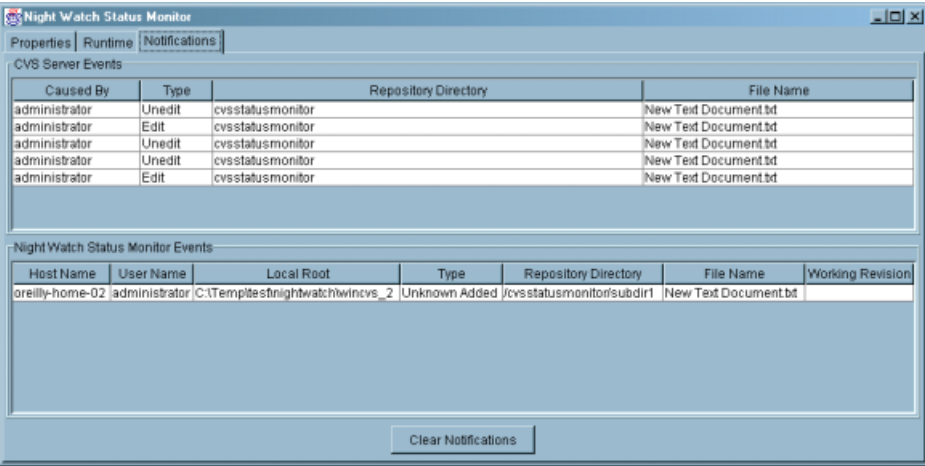 Night Watch Status Monitor
Properties Runtime Notifications
CVS Server Events
Caused By Type Repository Directory File Name
administrator Unedit cvsstatusmonitor New Text Document.txt
administrator Edit cvsstatusmonitor New Text Document.txt
administrator Unedit cvsstatusmonitor New Text Document.txt
administrator Unedit cvsstatusmonitor New Text Document.txt
administrator Edit cvsstatusmonitor New Text Document.txt
Night Watch Status Monitor Events
Host Name User Name Local Root Type Repository Directory File Name Working Revision
oreilly-home-02 administrator C:\Temp\test\nightwatch\wincvs_2 Unknown Added /cvsstatusmonitor/subdir1 New Text Document.txt
Clear Notifications